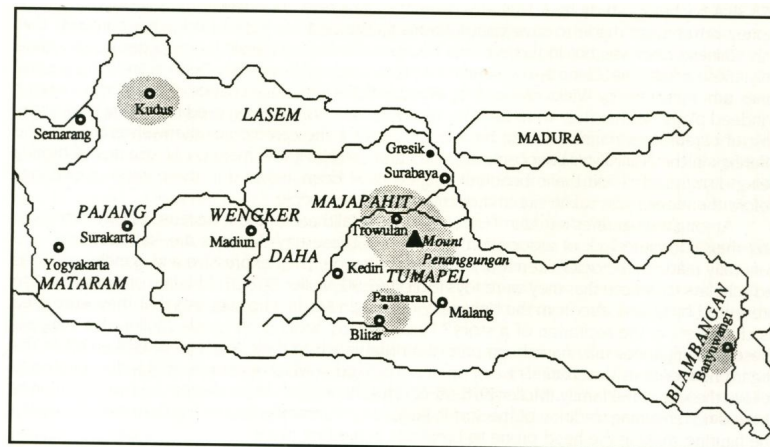 Kudus
LASEM
Semarang
MADURA
Gresik
Surabaya
PAJANG
Surakarta
WENGKER
Madiun
MAJAPAHIT
Trowulan
Mount
Penanggungan
DAHA
Yogyakarta
MATARAM
Kediri
TUMAPEL
Panataran
Malang
Blitar
BLAMBANGAN
Banyuwangi